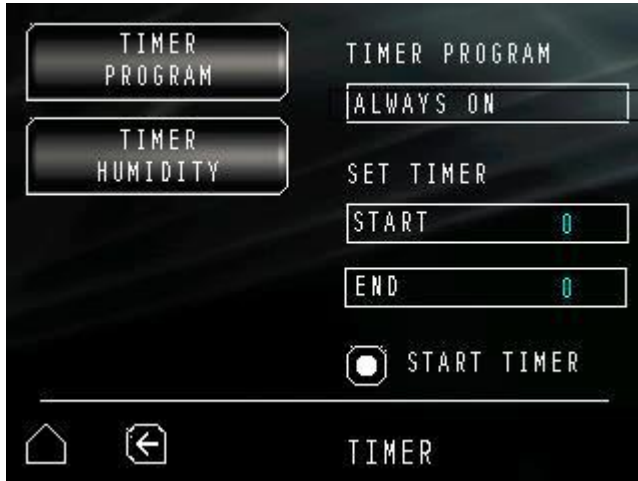 TIMER
PROGRAM
TIMER
HUMIDITY
TIMER PROGRAM
ALWAYS ON
SET TIMER
START 0
END 0
START TIMER
TIMER